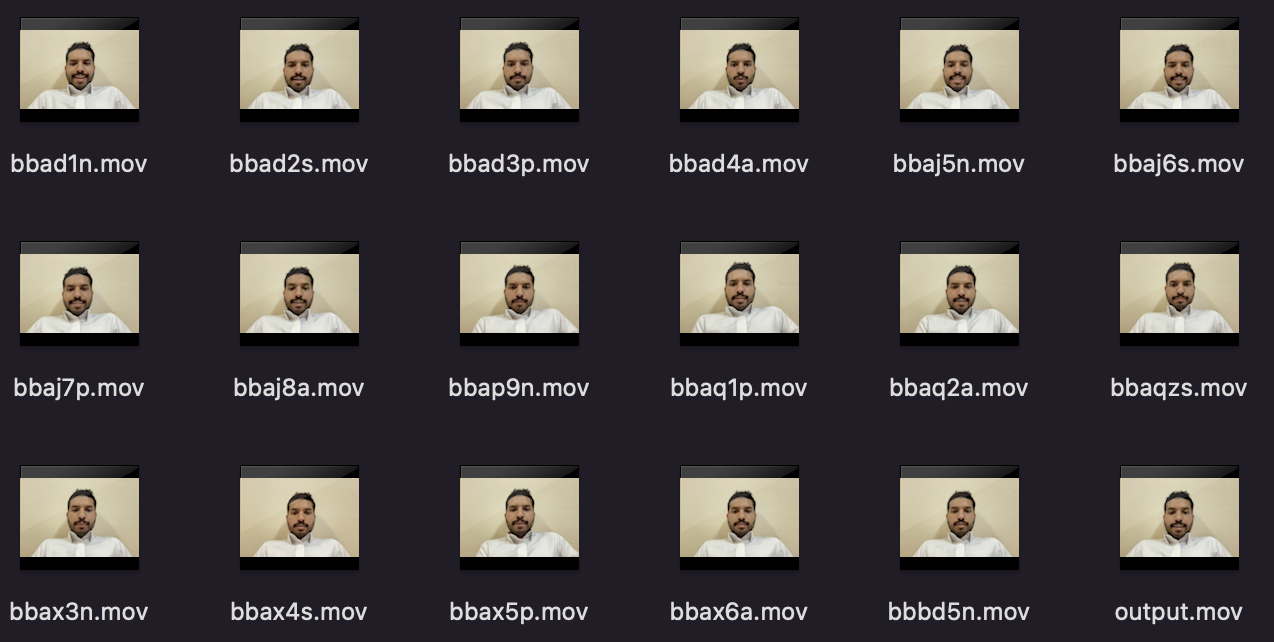 bbad1n.mov bbad2s.mov bbad3p.mov bbad4a.mov bbaj5n.mov bbaj6s.mov
bbaj7p.mov bbaj8a.mov bbap9n.mov bbaq1p.mov bbaq2a.mov bbaqzs.mov
bbax3n.mov bbax4s.mov bbax5p.mov bbax6a.mov bbbd5n.mov output.mov